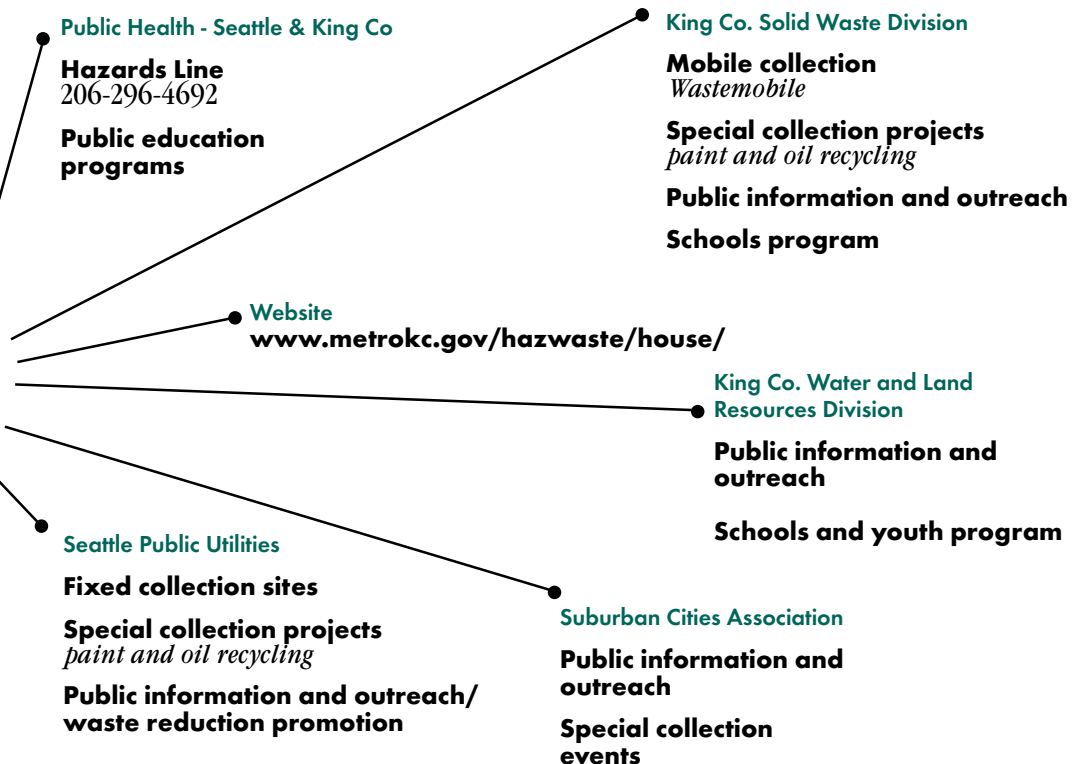 Public Health - Seattle & King Co
Hazards Line
206-296-4692
Public education
programs
King Co. Solid Waste Division
Mobile collection
Wastemobile
Special collection projects
paint and oil recycling
Public information and outreach
Schools program
Website
www.metrokc.gov/hazwaste/house/
King Co. Water and Land
Resources Division
Public information and
outreach
Schools and youth program
Seattle Public Utilities
Fixed collection sites
Special collection projects
paint and oil recycling
Public information and outreach/
waste reduction promotion
Suburban Cities Association
Public information and
outreach
Special collection
events